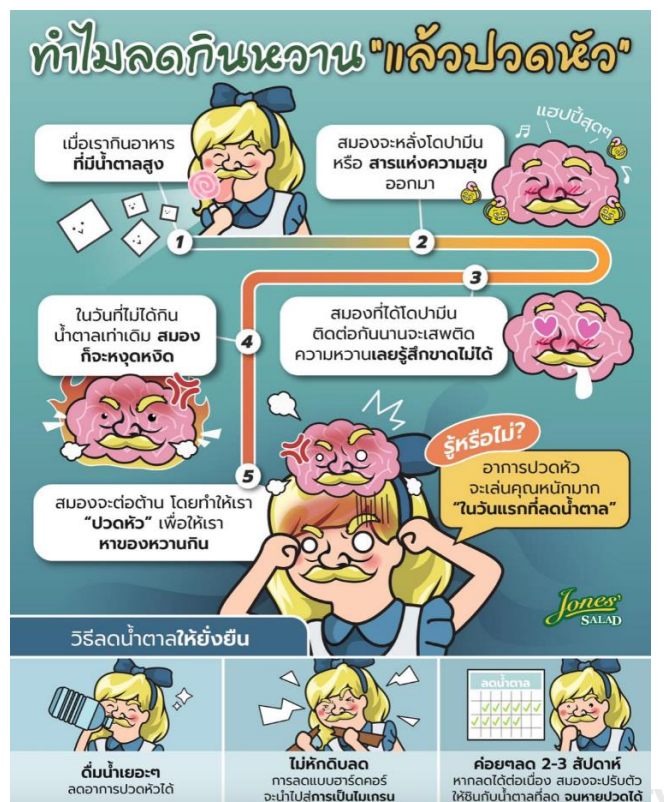 ทำไมลดกินหวาน "แล้วปวดหัว"
เมื่อเรากินอาหาร
ที่มีน้ำตาลสูง
1
สมองจะหลั่งโดปามีน
หรือ สารแห่งความสุข
ออกมา
แฮปปี้สุดๆ
2
3
สมองที่ได้โดปามีน
ติดต่อกันนานจะเสพติด
ความหวานเลยรู้สึกขาดไม่ได้
ในวันที่ไม่ได้กิน
น้ำตาลเท่าเดิม สมอง
ก็จะหงุดหงิด
4
5
สมองจะต่อต้าน โดยทำให้เรา
"ปวดหัว" เพื่อให้เรา
หาของหวานกิน
รู้หรือไม่?
อาการปวดหัว
จะเล่นคุณหนักมาก
"ในวันแรกที่ลดน้ำตาล"
Jones'
SALAD
วิธีลดน้ำตาลให้ยั่งยืน
ดื่มน้ำเยอะๆ
ลดอาการปวดหัวได้
ไม่หักดิบลด
การลดแบบฮาร์ดคอร์
จะนำไปสู่การเป็นไมเกรน
ลดน้ำตาล
ค่อยๆลด 2-3 สัปดาห์
หากลดได้ต่อเนื่อง สมองจะปรับตัว
ให้ชินกับน้ำตาลที่ลด จนหายปวดได้